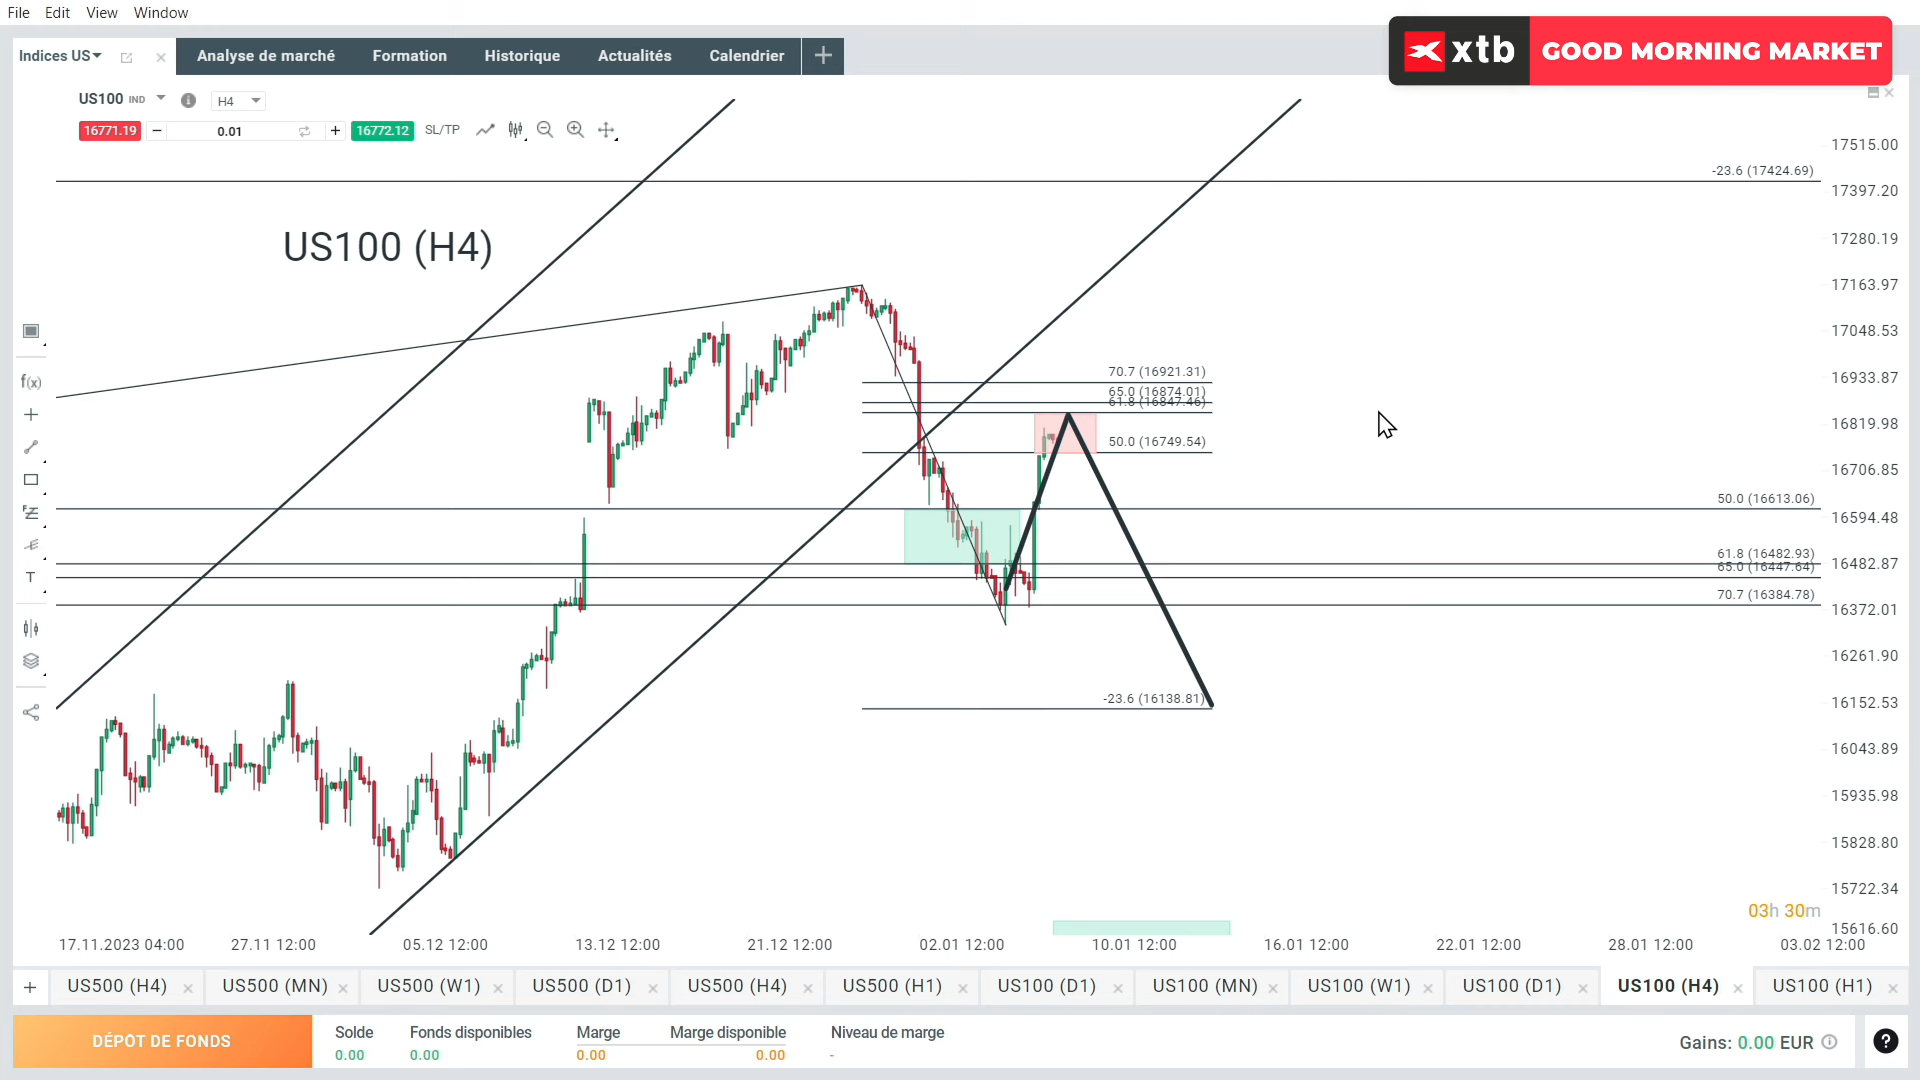 File Edit View Window
xtb GOOD MORNING MARKET
Indices US Analyse de marché Formation Historique Actualités Calendrier
US100 IND H4
16771.19 0.01 16772.12 SL/TP
US100 (H4)
-23.6 (17424.69)
70.7 (16921.31)
65.0 (16874.01)
61.8 (16847.46)
50.0 (16749.54)
50.0 (16613.06)
61.8 (16482.93)
65.0 (16447.64)
70.7 (16384.78)
-23.6 (16138.81)
17515.00
17397.20
17280.19
17163.97
17048.53
16933.87
16819.98
16706.85
16594.48
16482.87
16372.01
16261.90
16152.53
16043.89
15935.98
15828.80
15722.34
15616.60
f(x)
T
03h 30m
17.11.2023 04:00 27.11 12:00 05.12 12:00 13.12 12:00 21.12 12:00 02.01 12:00 10.01 12:00 16.01 12:00 22.01 12:00 28.01 12:00 03.02 12:00
US500 (H4) US500 (MN) US500 (W1) US500 (D1) US500 (H4) US500 (H1) US100 (D1) US100 (MN) US100 (W1) US100 (D1) US100 (H4) US100 (H1)
DÉPÔT DE FONDS
Solde Fonds disponibles Marge Marge disponible Niveau de marge
0.00 0.00 0.00 0.00 -
Gains: 0.00 EUR